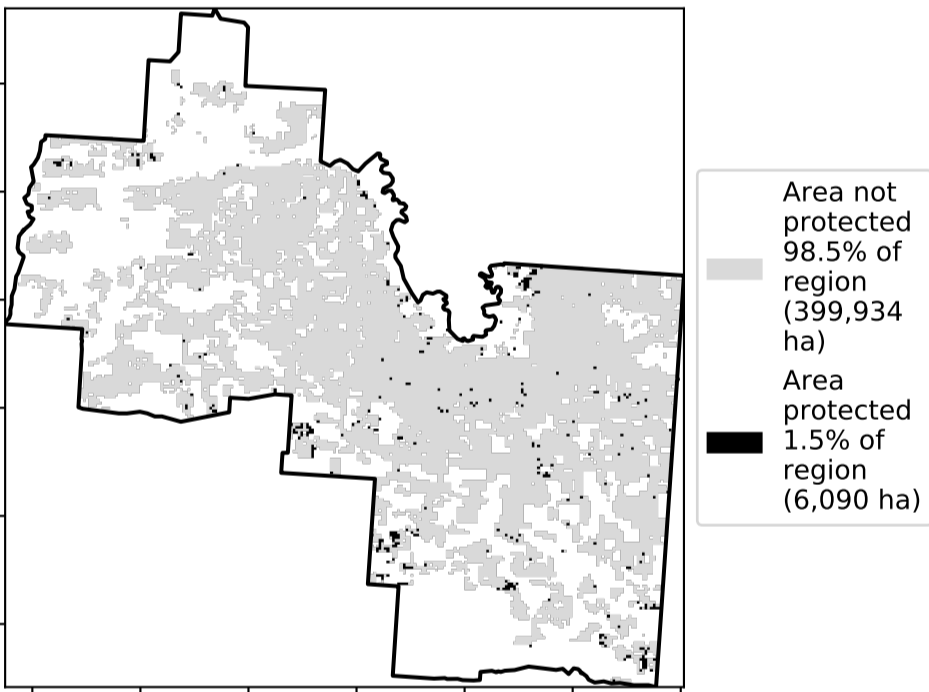 Area not
protected
98.5% of
region
(399,934
ha)
Area
protected
1.5% of
region
(6,090 ha)